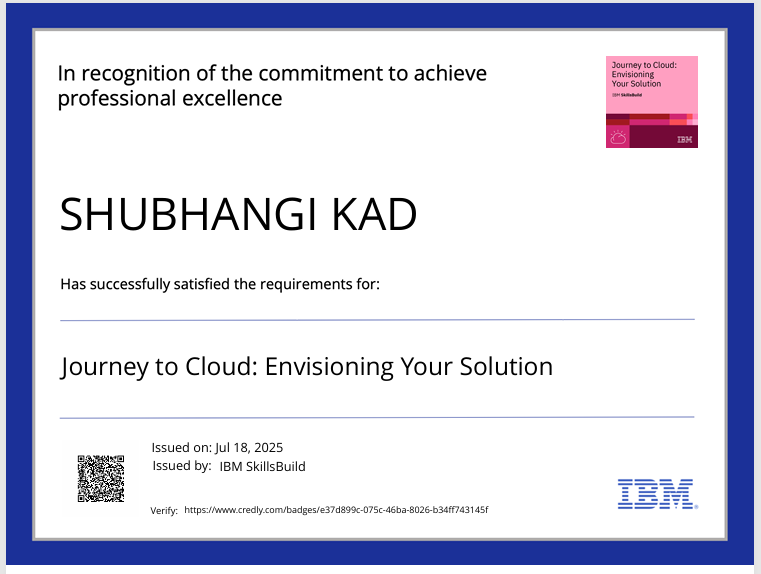 In recognition of the commitment to achieve
professional excellence
Journey to Cloud:
Envisioning
Your Solution
IBM SkillsBuild
IBM
SHUBHANGI KAD
Has successfully satisfied the requirements for:
Journey to Cloud: Envisioning Your Solution
Issued on: Jul 18, 2025
Issued by: IBM SkillsBuild
Verify: https://www.credly.com/badges/e37d899c-075c-46ba-8026-b34ff743145f
IBM®